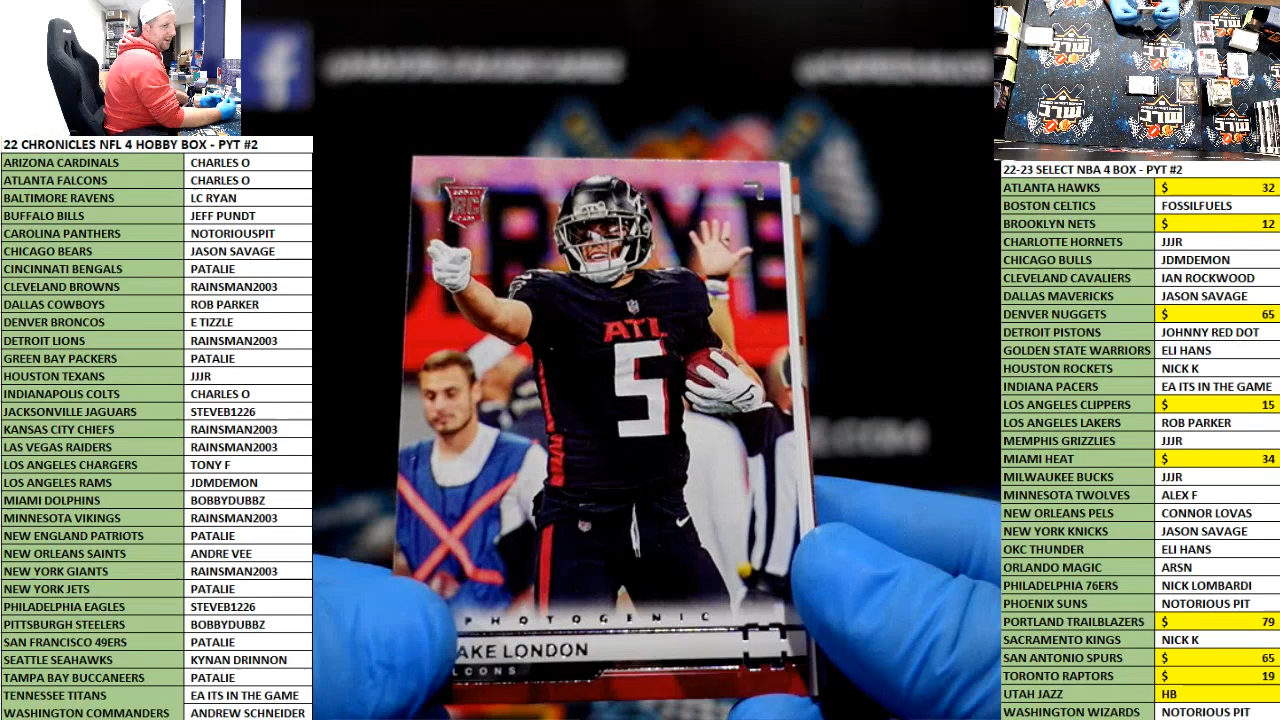 22 CHRONICLES NFL 4 HOBBY BOX - PYT #2
ARIZONA CARDINALS CHARLES O
ATLANTA FALCONS CHARLES O
BALTIMORE RAVENS LC RYAN
BUFFALO BILLS JEFF PUNDT
CAROLINA PANTHERS NOTORIOUSPIT
CHICAGO BEARS JASON SAVAGE
CINCINNATI BENGALS PATALIE
CLEVELAND BROWNS RAINSMAN2003
DALLAS COWBOYS ROB PARKER
DENVER BRONCOS E TIZZLE
DETROIT LIONS RAINSMAN2003
GREEN BAY PACKERS PATALIE
HOUSTON TEXANS JJJR
INDIANAPOLIS COLTS CHARLES O
JACKSONVILLE JAGUARS STEVEB1226
KANSAS CITY CHIEFS RAINSMAN2003
LAS VEGAS RAIDERS RAINSMAN2003
LOS ANGELES CHARGERS TONY F
LOS ANGELES RAMS JDMDEMON
MIAMI DOLPHINS BOBBYDUBBZ
MINNESOTA VIKINGS RAINSMAN2003
NEW ENGLAND PATRIOTS PATALIE
NEW ORLEANS SAINTS ANDRE VEE
NEW YORK GIANTS RAINSMAN2003
NEW YORK JETS PATALIE
PHILADELPHIA EAGLES STEVEB1226
PITTSBURGH STEELERS BOBBYDUBBZ
SAN FRANCISCO 49ERS PATALIE
SEATTLE SEAHAWKS KYNAN DRINNON
TAMPA BAY BUCCANEERS PATALIE
TENNESSEE TITANS EA ITS IN THE GAME
WASHINGTON COMMANDERS ANDREW SCHNEIDER
RC
ATL
5
PHOTOGENIC
AKE LONDON
LCONS
22-23 SELECT NBA 4 BOX - PYT #2
ATLANTA HAWKS $ 32
BOSTON CELTICS FOSSILFUELS
BROOKLYN NETS $ 12
CHARLOTTE HORNETS JJJR
CHICAGO BULLS JDMDEMON
CLEVELAND CAVALIERS IAN ROCKWOOD
DALLAS MAVERICKS JASON SAVAGE
DENVER NUGGETS $ 65
DETROIT PISTONS JOHNNY RED DOT
GOLDEN STATE WARRIORS ELI HANS
HOUSTON ROCKETS NICK K
INDIANA PACERS EA ITS IN THE GAME
LOS ANGELES CLIPPERS $ 15
LOS ANGELES LAKERS ROB PARKER
MEMPHIS GRIZZLIES JJJR
MIAMI HEAT $ 34
MILWAUKEE BUCKS JJJR
MINNESOTA TWOLVES ALEX F
NEW ORLEANS PELS CONNOR LOVAS
NEW YORK KNICKS JASON SAVAGE
OKC THUNDER ELI HANS
ORLANDO MAGIC ARSN
PHILADELPHIA 76ERS NICK LOMBARDI
PHOENIX SUNS NOTORIOUS PIT
PORTLAND TRAILBLAZERS $ 79
SACRAMENTO KINGS NICK K
SAN ANTONIO SPURS $ 65
TORONTO RAPTORS $ 19
UTAH JAZZ HB
WASHINGTON WIZARDS NOTORIOUS PIT